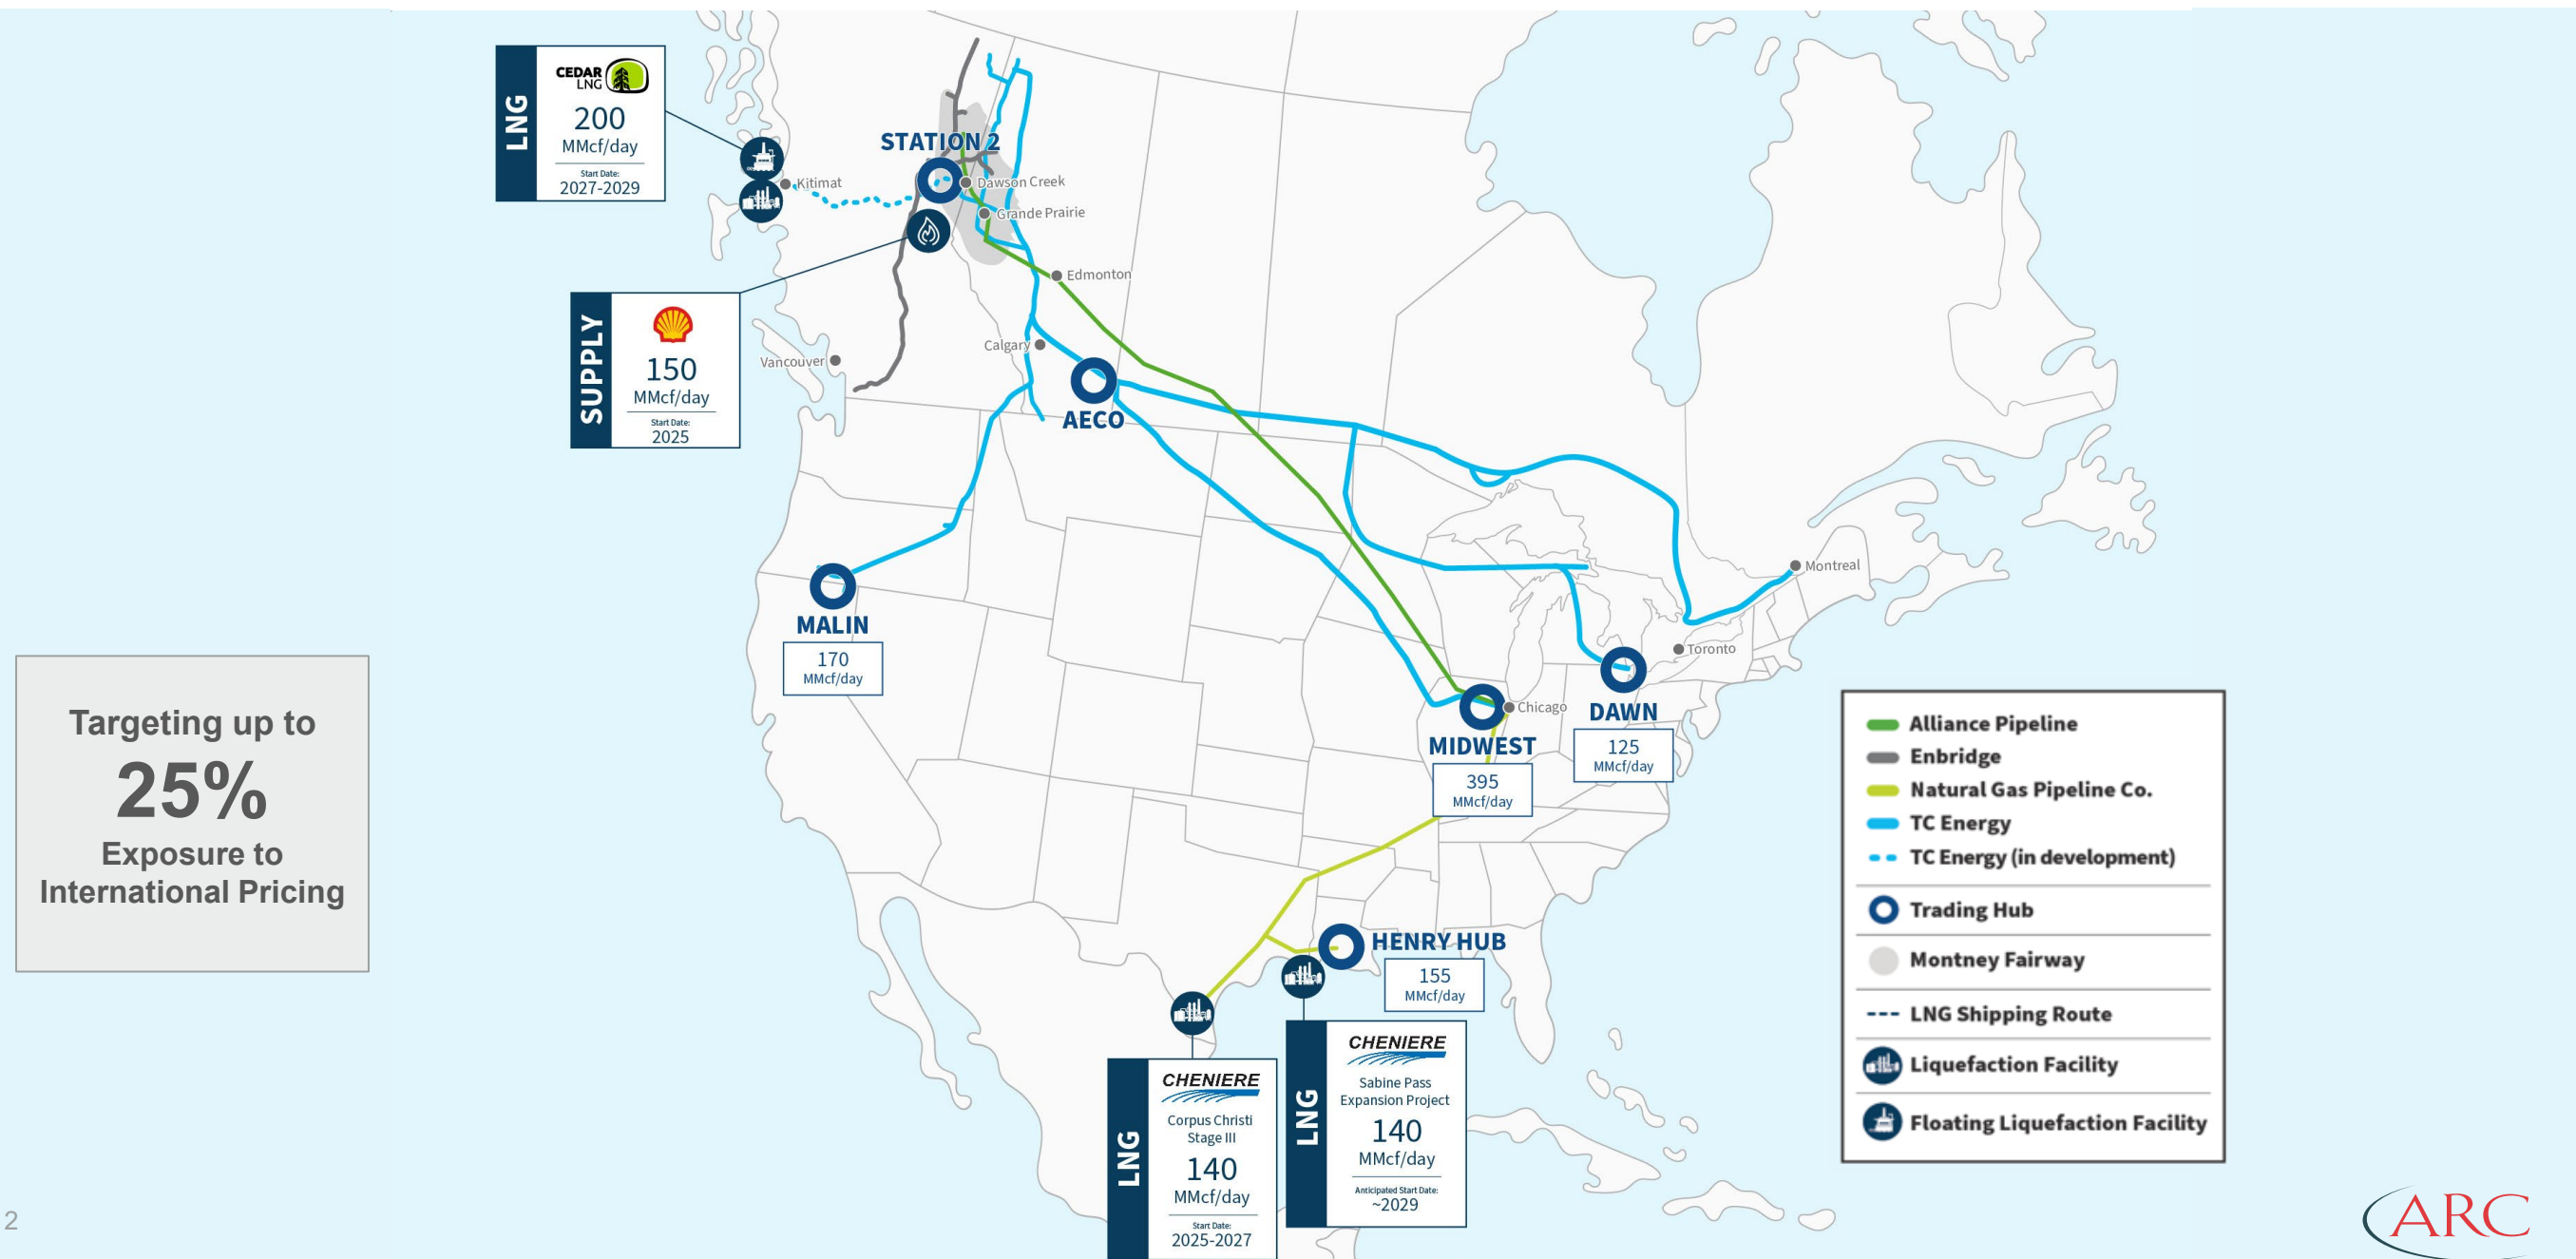 LNG
CEDAR
LNG
200
MMcf/day
Start Date:
2027-2029
STATION 2
Kitimat
Dawson Creek
Grande Prairie
Edmonton
SUPPLY
150
MMcf/day
Start Date:
2025
Vancouver
Calgary
AECO
MALIN
170
MMcf/day
Montreal
Toronto
Chicago
DAWN
125
MMcf/day
MIDWEST
395
MMcf/day
Targeting up to
25%
Exposure to
International Pricing
HENRY HUB
155
MMcf/day
LNG
CHENIERE
Corpus Christi
Stage III
140
MMcf/day
Start Date:
2025-2027
LNG
CHENIERE
Sabine Pass
Expansion Project
140
MMcf/day
Anticipated Start Date:
~2029
Alliance Pipeline
Enbridge
Natural Gas Pipeline Co.
TC Energy
TC Energy (in development)
Trading Hub
Montney Fairway
LNG Shipping Route
Liquefaction Facility
Floating Liquefaction Facility
2
ARC